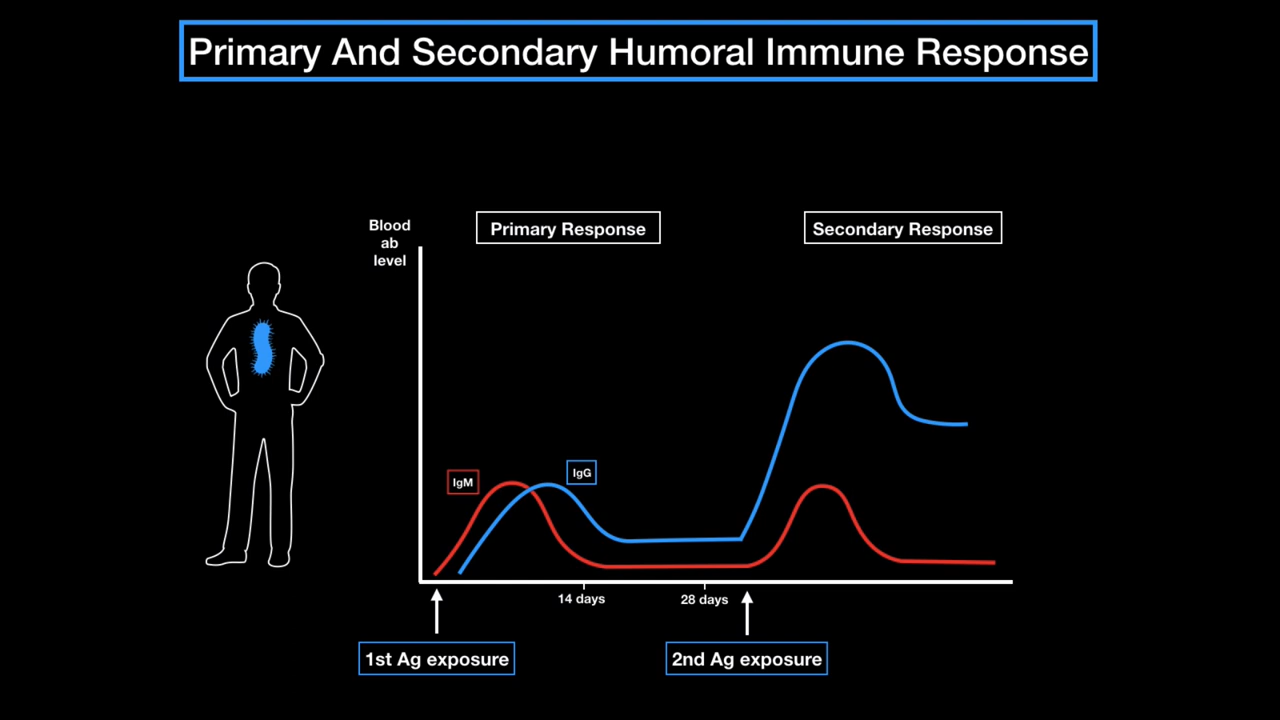 Primary And Secondary Humoral Immune Response
Blood
ab
level
Primary Response
Secondary Response
IgM
IgG
14 days
28 days
1st Ag exposure
2nd Ag exposure